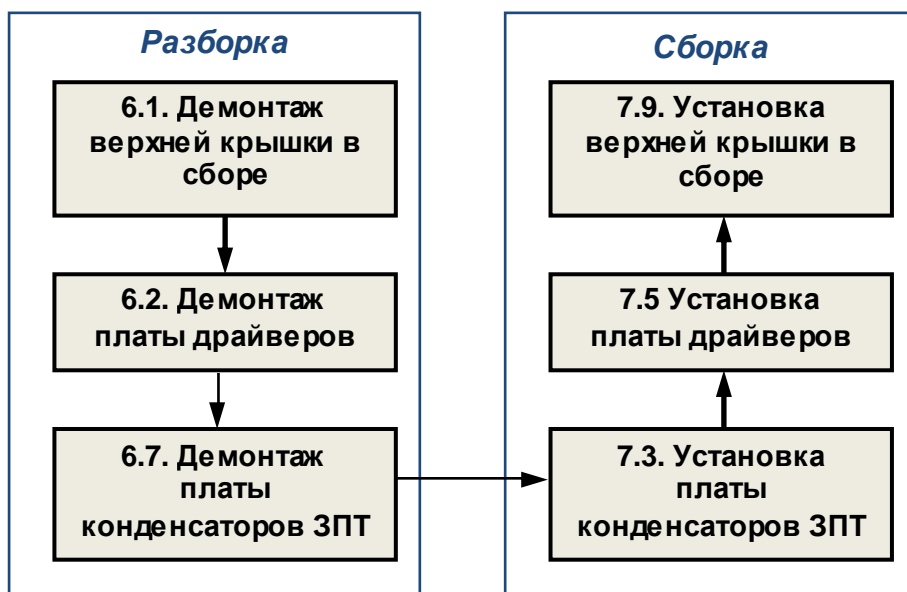 Разборка
6.1. Демонтаж
верхней крышки в
сборе
6.2. Демонтаж
платы драйверов
6.7. Демонтаж
платы
конденсаторов ЗПТ
Сборка
7.9. Установка
верхней крышки в
сборе
7.5 Установка
платы драйверов
7.3. Установка
платы
конденсаторов ЗПТ